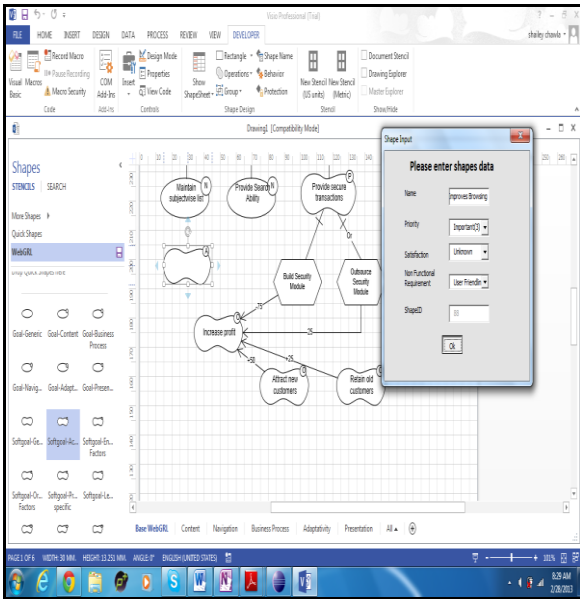 Visio Professional (Trial)
FILE HOME INSERT DESIGN DATA PROCESS REVIEW VIEW DEVELOPER
shailey chawla
Visual Basic
Macros
Record Macro
Pause Recording
Macro Security
Code
COM Add-Ins
Add-Ins
Insert
Design Mode
Properties
View Code
Controls
Show ShapeSheet
Rectangle
Operations
Group
Shape Name
Behavior
Protection
Shape Design
New Stencil (US units)
New Stencil (Metric)
Stencil
Document Stencil
Drawing Explorer
Master Explorer
Show/Hide
Drawing1 [Compatibility Mode]
Shapes
STENCILS SEARCH
More Shapes
Quick Shapes
WebGRL
Goal-Generic Goal-Content Goal-Business
Process
Goal-Navig... Goal-Adapt... Goal-Presen...
Softgoal-Ge... Softgoal-Ac... Softgoal-En...
Factors
Softgoal-Or... Softgoal-Pr... Softgoal-Le...
Factors specific
Maintain
subjectwise list
N
Provide Search
Ability
N
Provide secure
transactions
P
A
Or
Build Security
Module
Outsource
Security
Module
Increase profit
O
-75
-25
+50
+25
Attract new
customers
O
Retain old
customers
O
Shape Input
Please enter shapes data
Name mproves Browsing
Priority Important(3)
Satisfaction Unknown
Non Functional
Requirement User Friendlin
ShapeID 88
Ok
Base WebGRL Content Navigation Business Process Adaptativity Presentation All
PAGE 1 OF 6 WIDTH: 30 MM HEIGHT: 13.251 MM ANGLE: 0° ENGLISH (UNITED STATES)
8:29 AM
2/28/2013